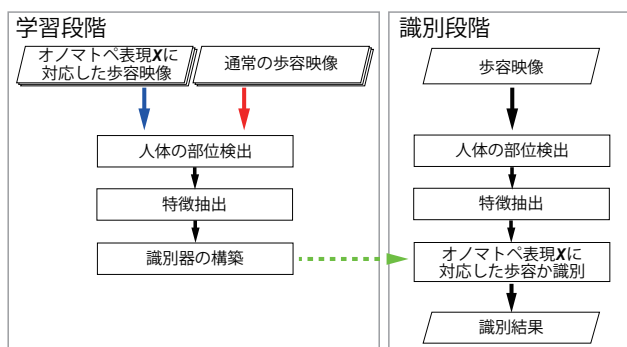 学習段階
オノマトペ表現Xに
対応した歩容映像
通常の歩容映像
人体の部位検出
特徴抽出
識別器の構築
識別段階
歩容映像
人体の部位検出
特徴抽出
オノマトペ表現Xに
対応した歩容か識別
識別結果